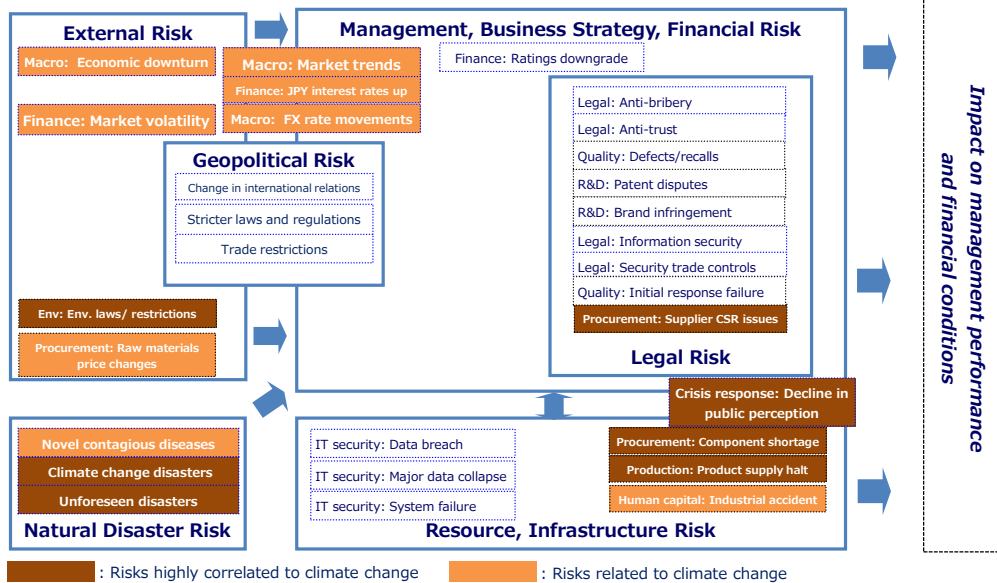 External Risk
Macro: Economic downturn
Finance: Market volatility
Macro: Market trends
Finance: JPY interest rates up
Macro: FX rate movements
Geopolitical Risk
Change in international relations
Stricter laws and regulations
Trade restrictions
Env: Env. laws/ restrictions
Procurement: Raw materials
price changes
Management, Business Strategy, Financial Risk
Finance: Ratings downgrade
Legal: Anti-bribery
Legal: Anti-trust
Quality: Defects/recalls
R&D: Patent disputes
R&D: Brand infringement
Legal: Information security
Legal: Security trade controls
Quality: Initial response failure
Procurement: Supplier CSR issues
Legal Risk
Crisis response: Decline in
public perception
Novel contagious diseases
Climate change disasters
Unforeseen disasters
Natural Disaster Risk
IT security: Data breach
IT security: Major data collapse
IT security: System failure
Procurement: Component shortage
Production: Product supply halt
Human capital: Industrial accident
Resource, Infrastructure Risk
Impact on management performance
and financial conditions
: Risks highly correlated to climate change
: Risks related to climate change